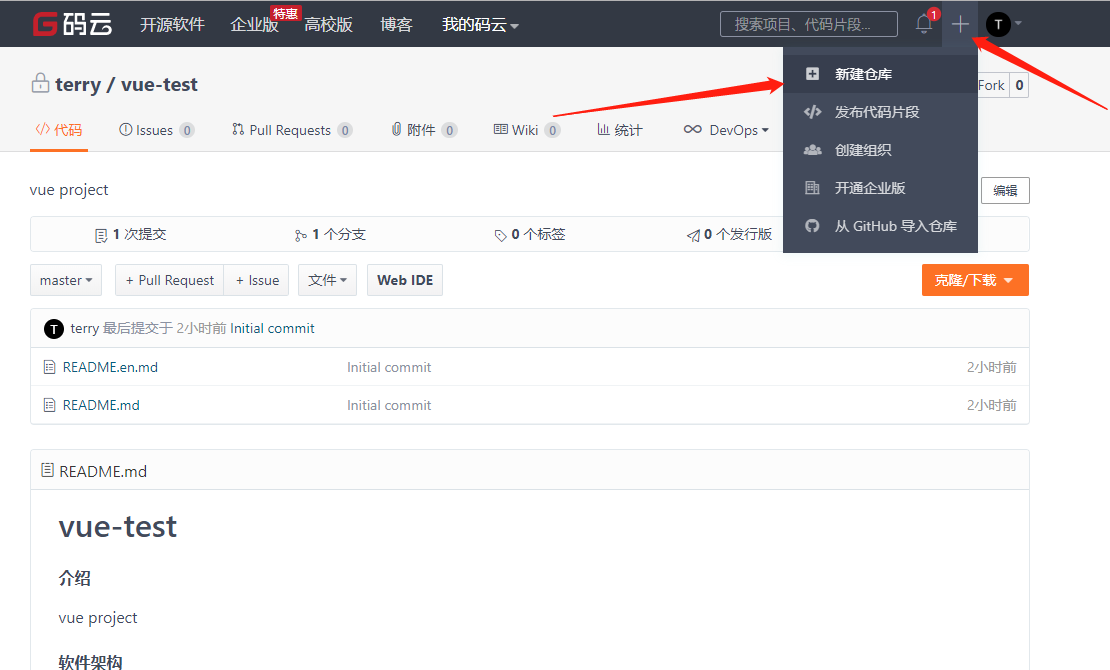 码云 开源软件 企业版 特惠 高校版 博客 我的码云 搜索项目、代码片段... 1 T
terry / vue-test Fork 0
代码 Issues 0 Pull Requests 0 附件 0 Wiki 0 统计 DevOps
新建仓库
发布代码片段
创建组织
开通企业版
从 GitHub 导入仓库
vue project 编辑
1 次提交 1 个分支 0 个标签 0 个发行版
master + Pull Request + Issue 文件 Web IDE 克隆/下载
T terry 最后提交于 2小时前 Initial commit
README.en.md Initial commit 2小时前
README.md Initial commit 2小时前
README.md
vue-test
介绍
vue project
软件架构